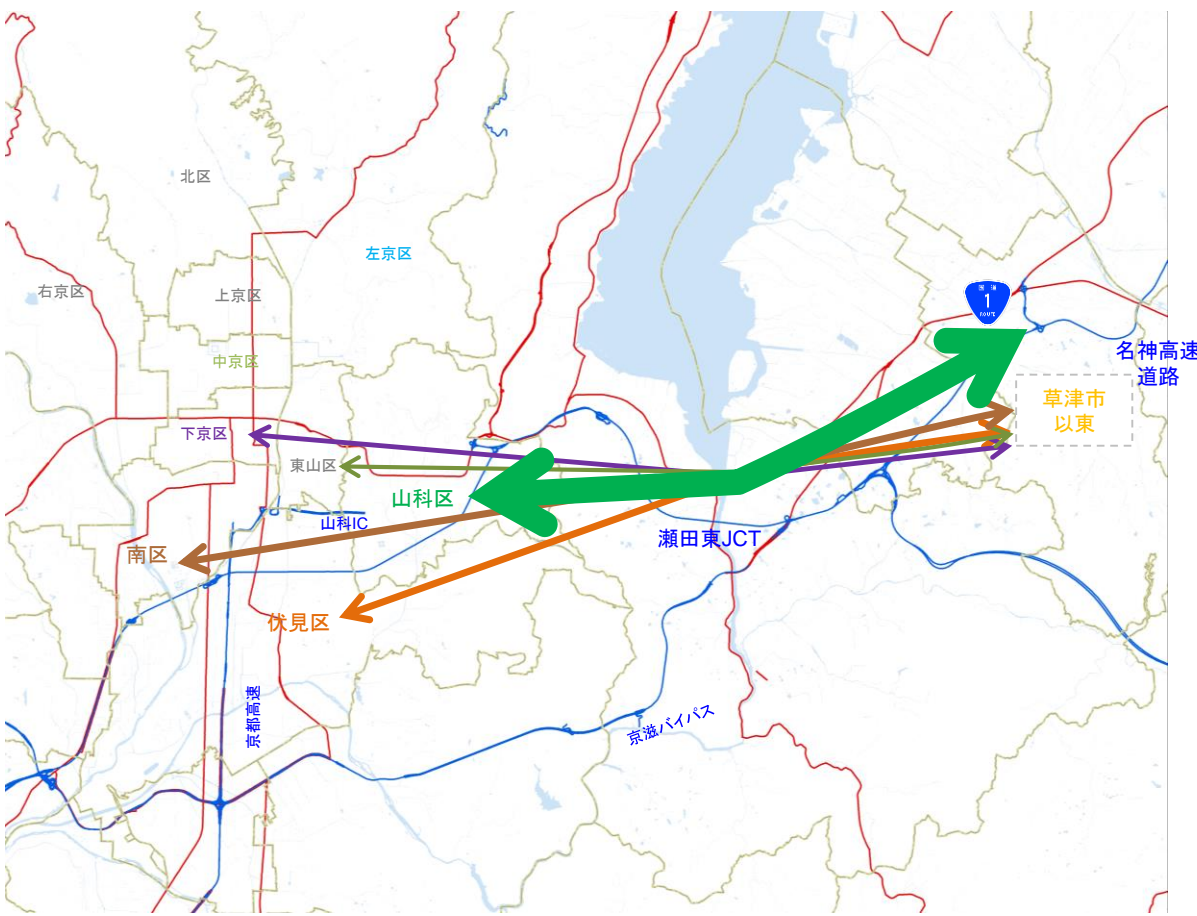 北区
左京区
右京区
上京区
国道
1
ROUTE
中京区
名神高速
道路
草津市
以東
下京区
東山区
山科区
山科IC
瀬田東JCT
南区
伏見区
京都高速
京滋バイパス